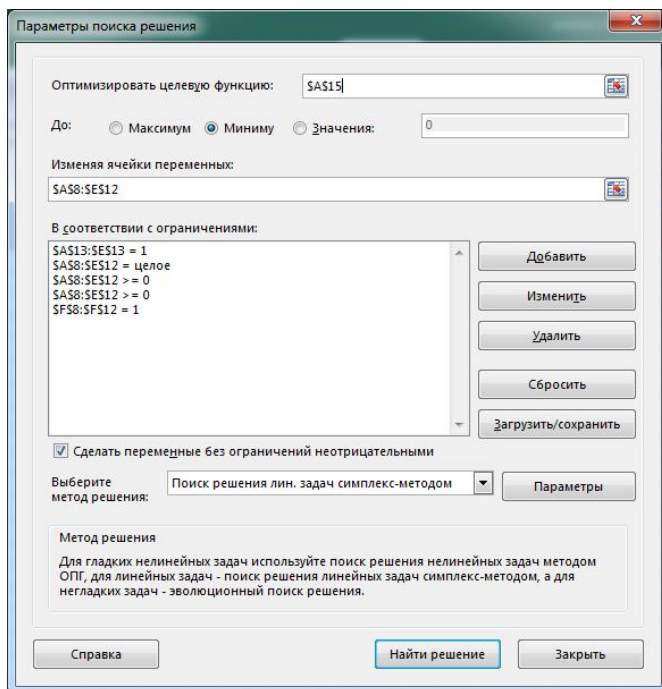 Параметры поиска решения
Оптимизировать целевую функцию: $A$15
До: Максимум Миниму Значения: 0
Изменяя ячейки переменных:
$A$8:$E$12
В соответствии с ограничениями:
$A$13:$E$13 = 1
$A$8:$E$12 = целое
$A$8:$E$12 >= 0
$A$8:$E$12 >= 0
$F$8:$F$12 = 1
Добавить
Изменить
Удалить
Сбросить
Загрузить/сохранить
Сделать переменные без ограничений неотрицательными
Выберите
метод решения:
Поиск решения лин. задач симплекс-методом
Параметры
Метод решения
Для гладких нелинейных задач используйте поиск решения нелинейных задач методом
ОПГ, для линейных задач - поиск решения линейных задач симплекс-методом, а для
негладких задач - эволюционный поиск решения.
Справка
Найти решение
Закрыть